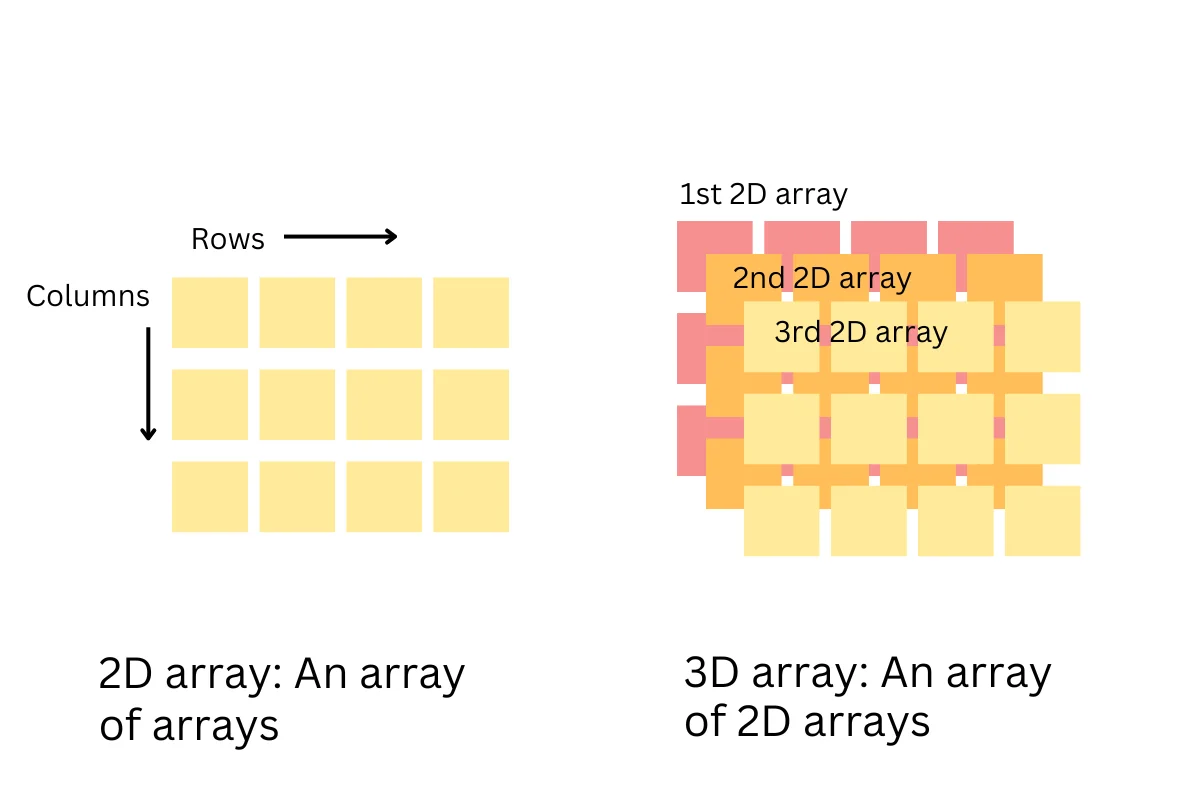 Rows
Columns
2D array: An array
of arrays
1st 2D array
2nd 2D array
3rd 2D array
3D array: An array
of 2D arrays